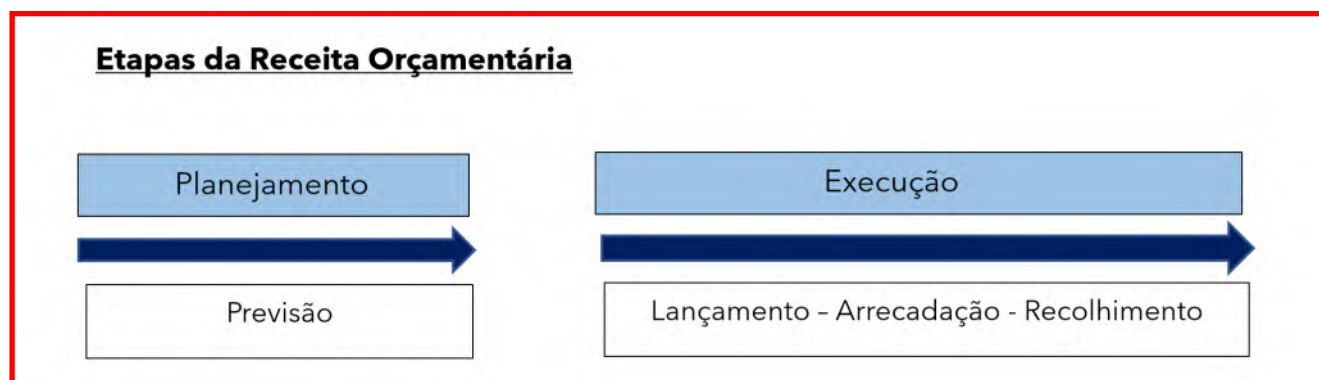 Etapas da Receita Orçamentária
Planejamento
Execução
Previsão
Lançamento – Arrecadação - Recolhimento